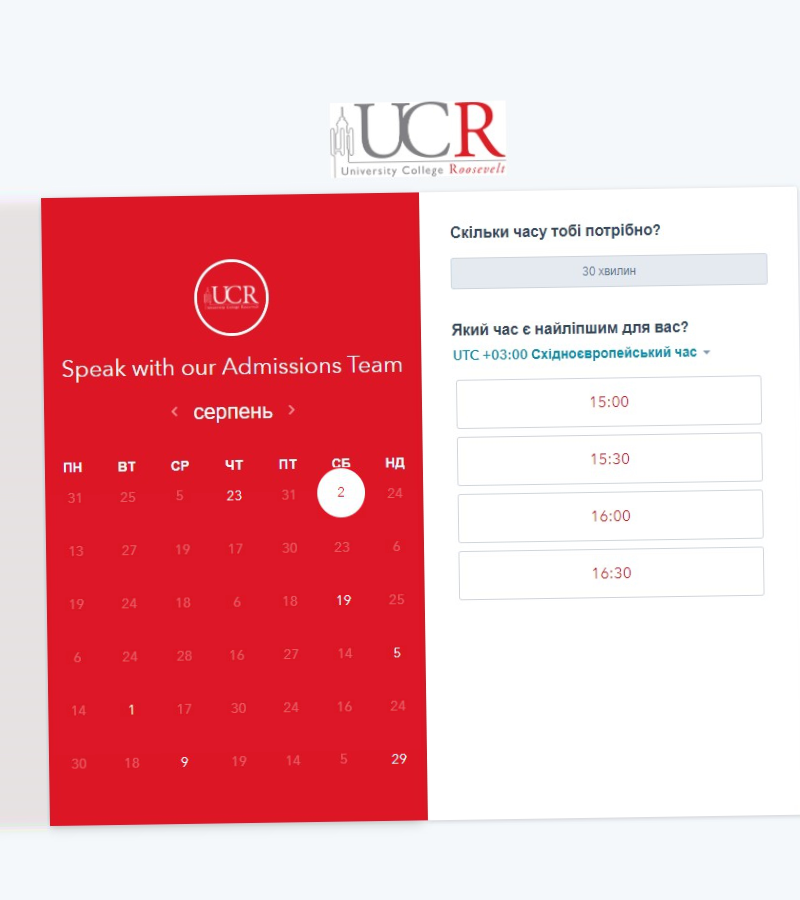 UCR
University College Roosevelt
UCR
Speak with our Admissions Team
серпень
ПН ВТ СР ЧТ ПТ СБ НД
31 25 5 23 31 2 24
13 27 19 17 30 23 6
19 24 18 6 18 19 25
6 24 28 16 27 14 5
14 1 17 30 24 16 24
30 18 9 19 14 5 29
Скільки часу тобі потрібно?
30 хвилин
Який час є найліпшим для вас?
UTC +03:00 Східноєвропейський час
15:00
15:30
16:00
16:30